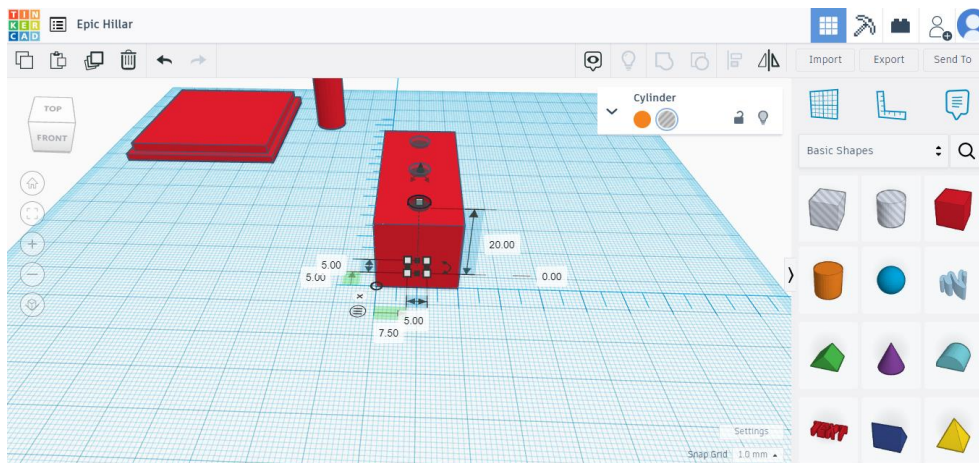 TIN
KER
CAD
Epic Hillar
Import
Export
Send To
TOP
FRONT
Cylinder
Basic Shapes
20.00
5.00
5.00
0.00
x
5.00
7.50
TEXT
Settings
Snap Grid 1.0 mm